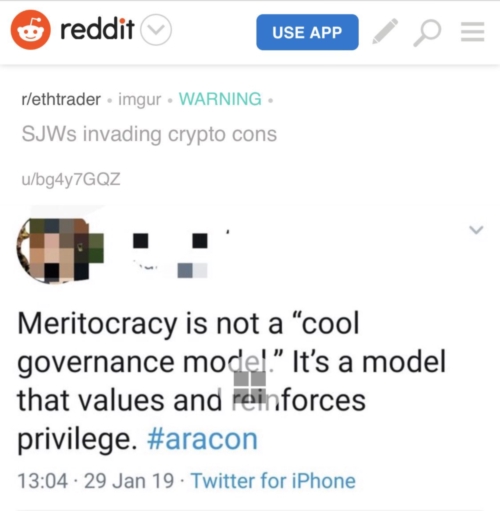 reddit
USE APP
r/ethtrader • imgur • WARNING •
SJWs invading crypto cons
u/bg4y7GQZ
Meritocracy is not a “cool
governance model.” It’s a model
that values and reinforces
privilege. #aracon
13:04 · 29 Jan 19 · Twitter for iPhone